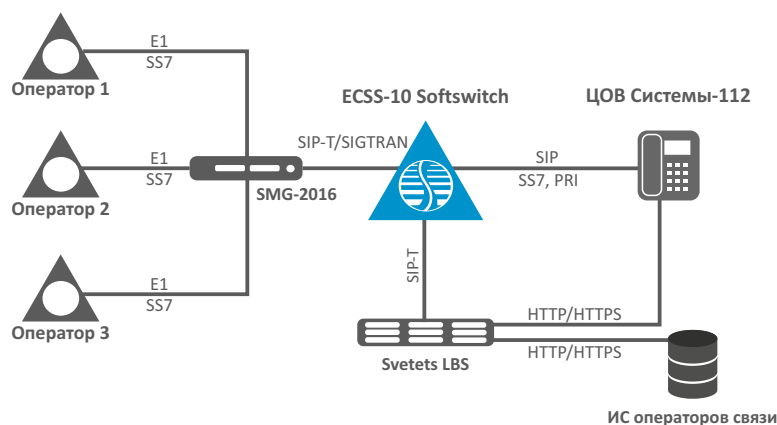 E1
SS7
Оператор 1
ECSS-10 Softswitch
ЦОВ Системы-112
E1
SS7
Оператор 2
SMG-2016
SIP-T/SIGTRAN
SIP
SS7, PRI
SIP-T
E1
SS7
Оператор 3
HTTP/HTTPS
HTTP/HTTPS
Svetets LBS
ИС операторов связи